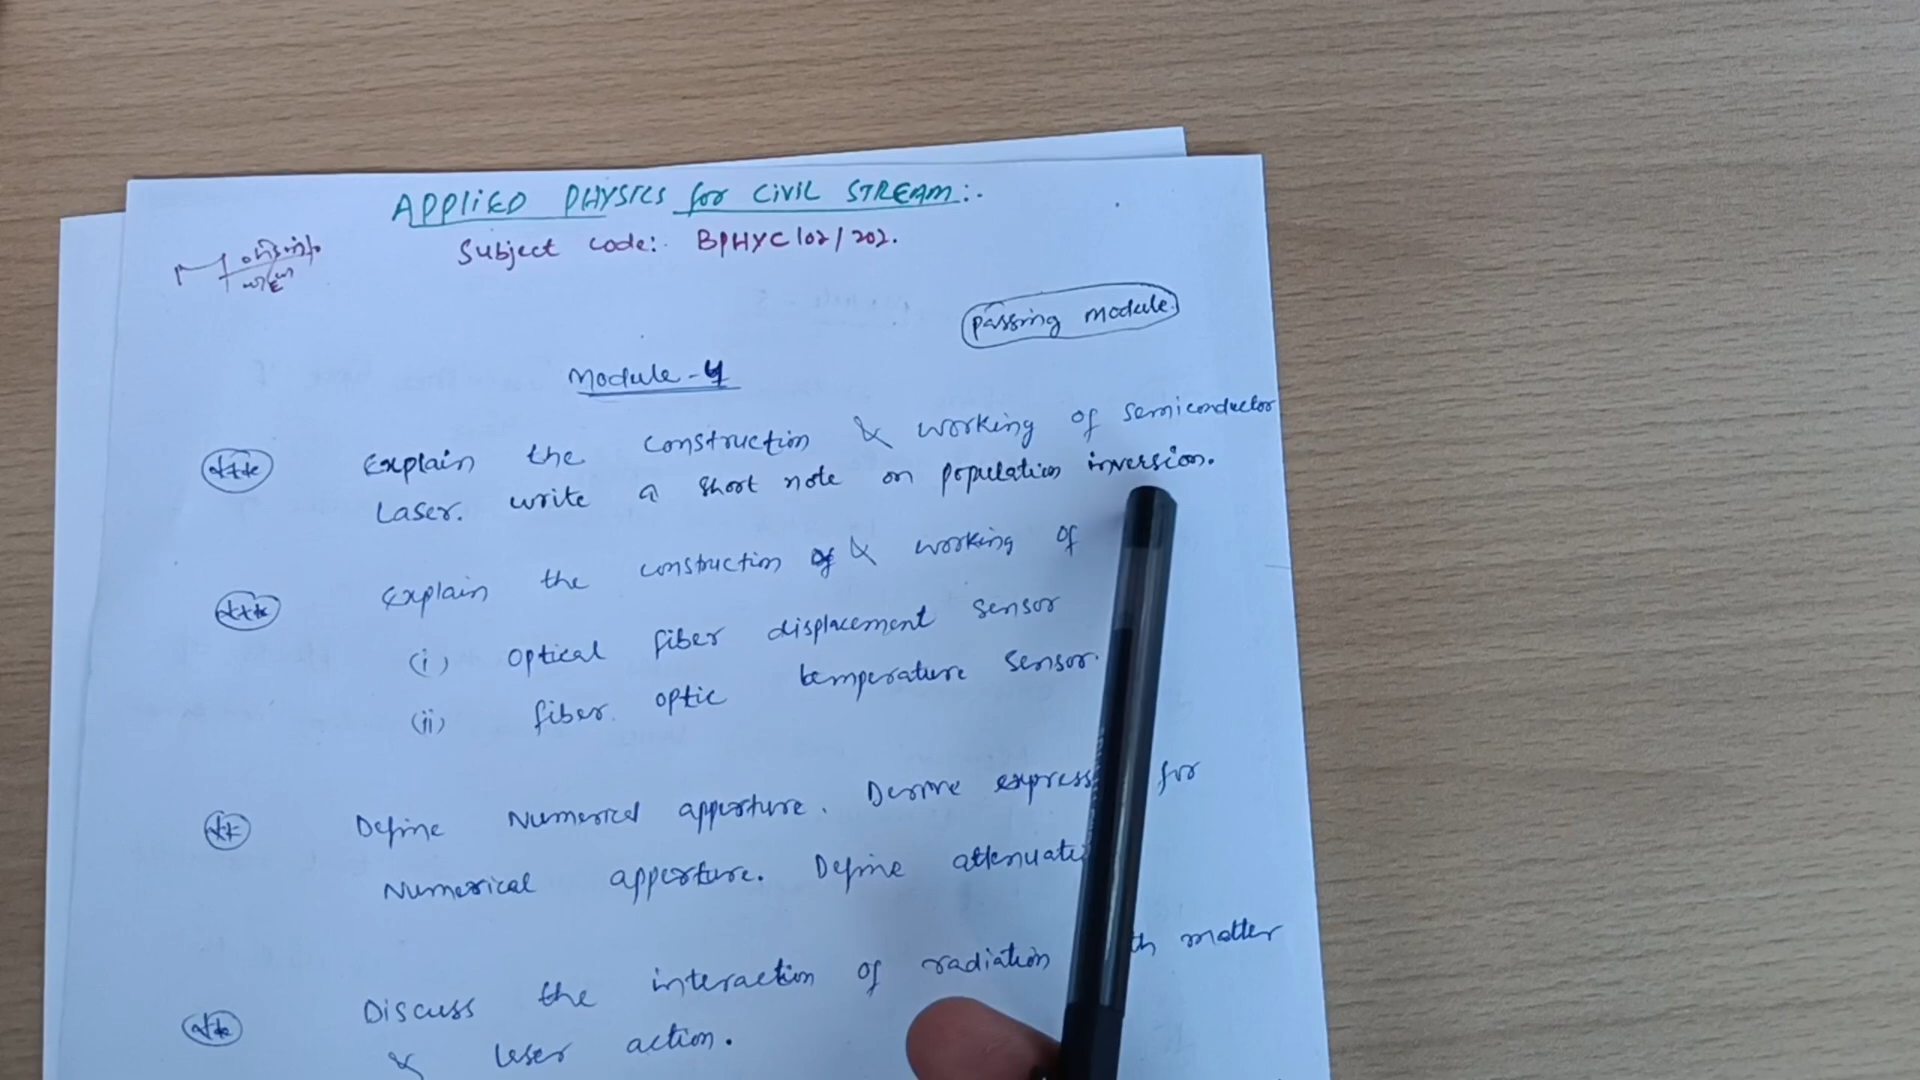 APPLIED PHYSICS for CIVIL STREAM:-
Subject code:- BPHYC102/202.
Passing module.
Module-4
Explain the construction & working of semiconductor
Laser. write a short note on population inversion.
Explain the construction & working of
(i) optical fiber displacement sensor
(ii) fiber optic temperature sensor.
Define Numerical apperture. Derive express for
Numerical apperture. Define attenuati
Discuss the interaction of radiation th matter
& laser action.